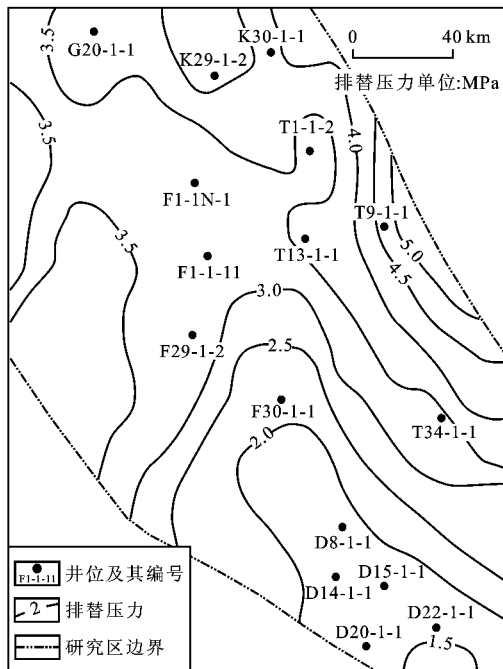 3.5
G20-1-1
K30-1-1
K29-1-2
0 40 km
排替压力单位:MPa
3.5
T1-1-2
4.0
F1-1N-1
T9-1-1
3.5
F1-1-11
T13-1-1
5.0
4.5
3.0
F29-1-2
2.5
F30-1-1
T34-1-1
2.0
D8-1-1
D15-1-1
D14-1-1
D22-1-1
D20-1-1
1.5
F1-1-11 井位及其编号
2 排替压力
研究区边界